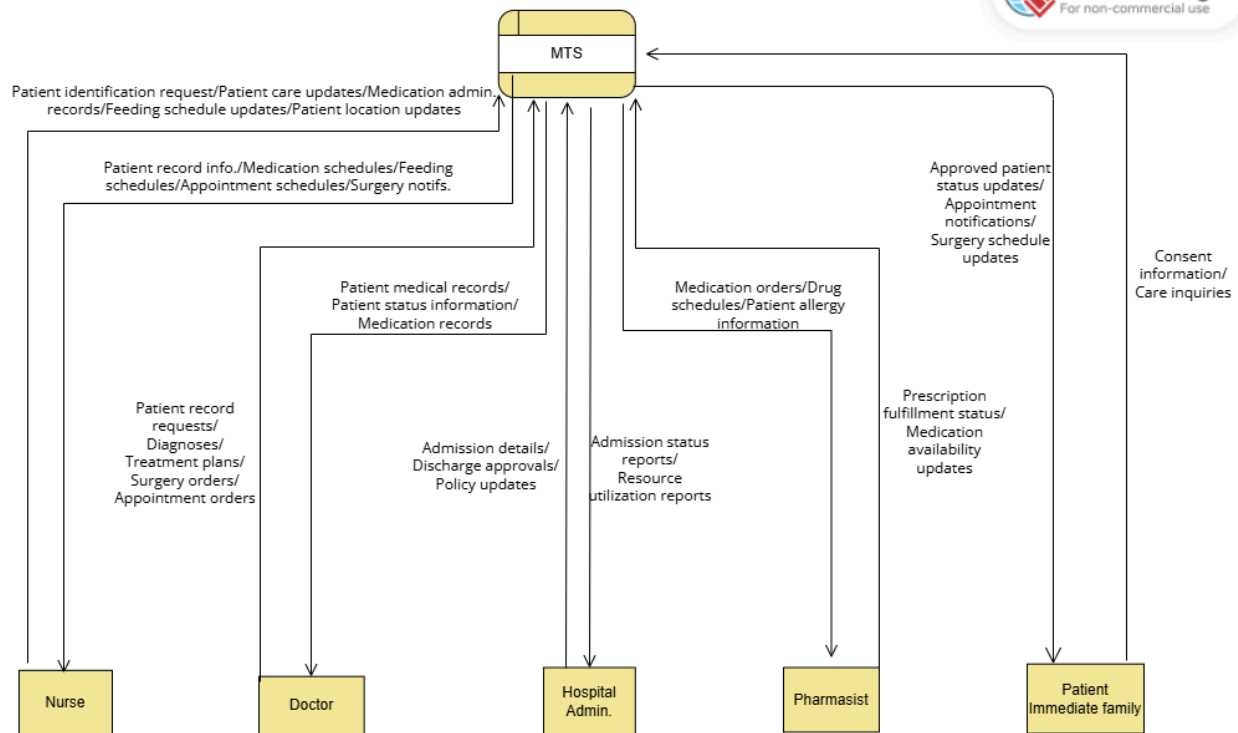 For non-commercial use
MTS
Patient identification request/Patient care updates/Medication admin.
records/Feeding schedule updates/Patient location updates
Patient record info./Medication schedules/Feeding
schedules/Appointment schedules/Surgery notifs.
Approved patient
status updates/
Appointment
notifications/
Surgery schedule
updates
Consent
information/
Care inquiries
Patient medical records/
Patient status information/
Medication records
Medication orders/Drug
schedules/Patient allergy
information
Patient record
requests/
Diagnoses/
Treatment plans/
Surgery orders/
Appointment orders
Admission details/
Discharge approvals/
Policy updates
Admission status
reports/
Resource
utilization reports
Prescription
fulfillment status/
Medication
availability
updates
Nurse
Doctor
Hospital
Admin.
Pharmasist
Patient
Immediate family